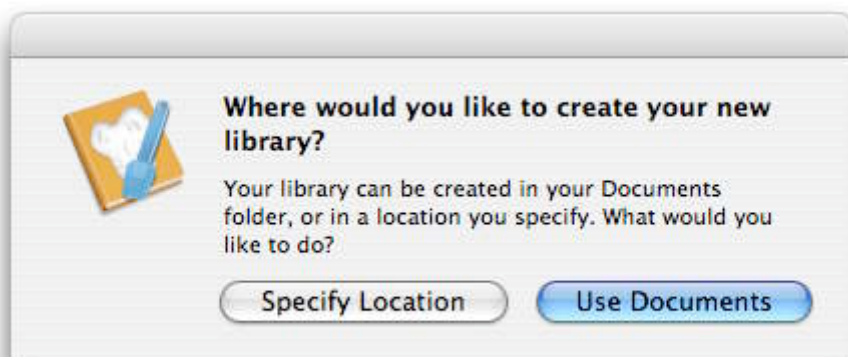 Where would you like to create your new
library?
Your library can be created in your Documents
folder, or in a location you specify. What would you
like to do?
Specify Location
Use Documents